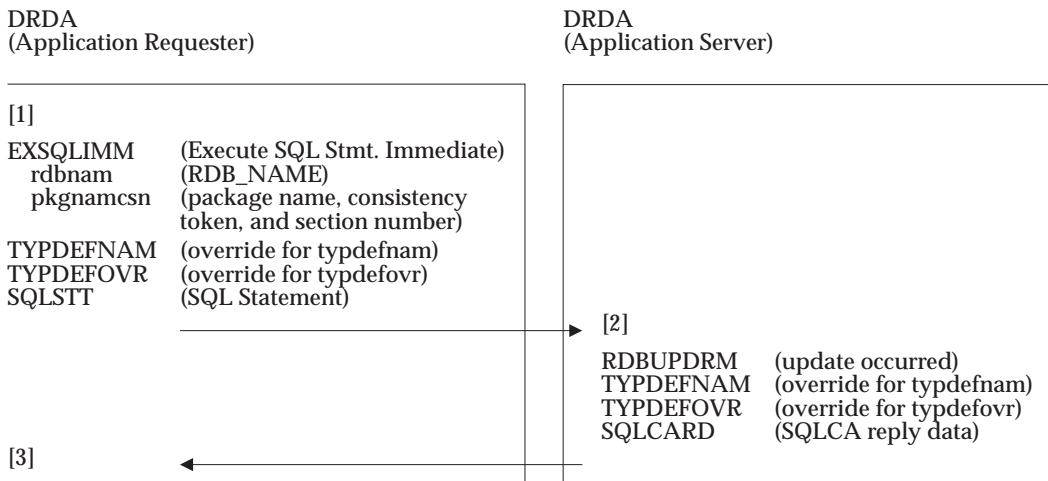 DRDA
(Application Requester)
DRDA
(Application Server)
[1]
EXSQLIMM (Execute SQL Stmt. Immediate)
rdbnam (RDB_NAME)
pkgnamcsn (package name, consistency
token, and section number)
TYPDEFNAM (override for typdefnam)
TYPDEFOVR (override for typdefovr)
SQLSTT (SQL Statement)
[2]
RDBUPDRM (update occurred)
TYPDEFNAM (override for typdefnam)
TYPDEFOVR (override for typdefovr)
SQLCARD (SQLCA reply data)
[3]